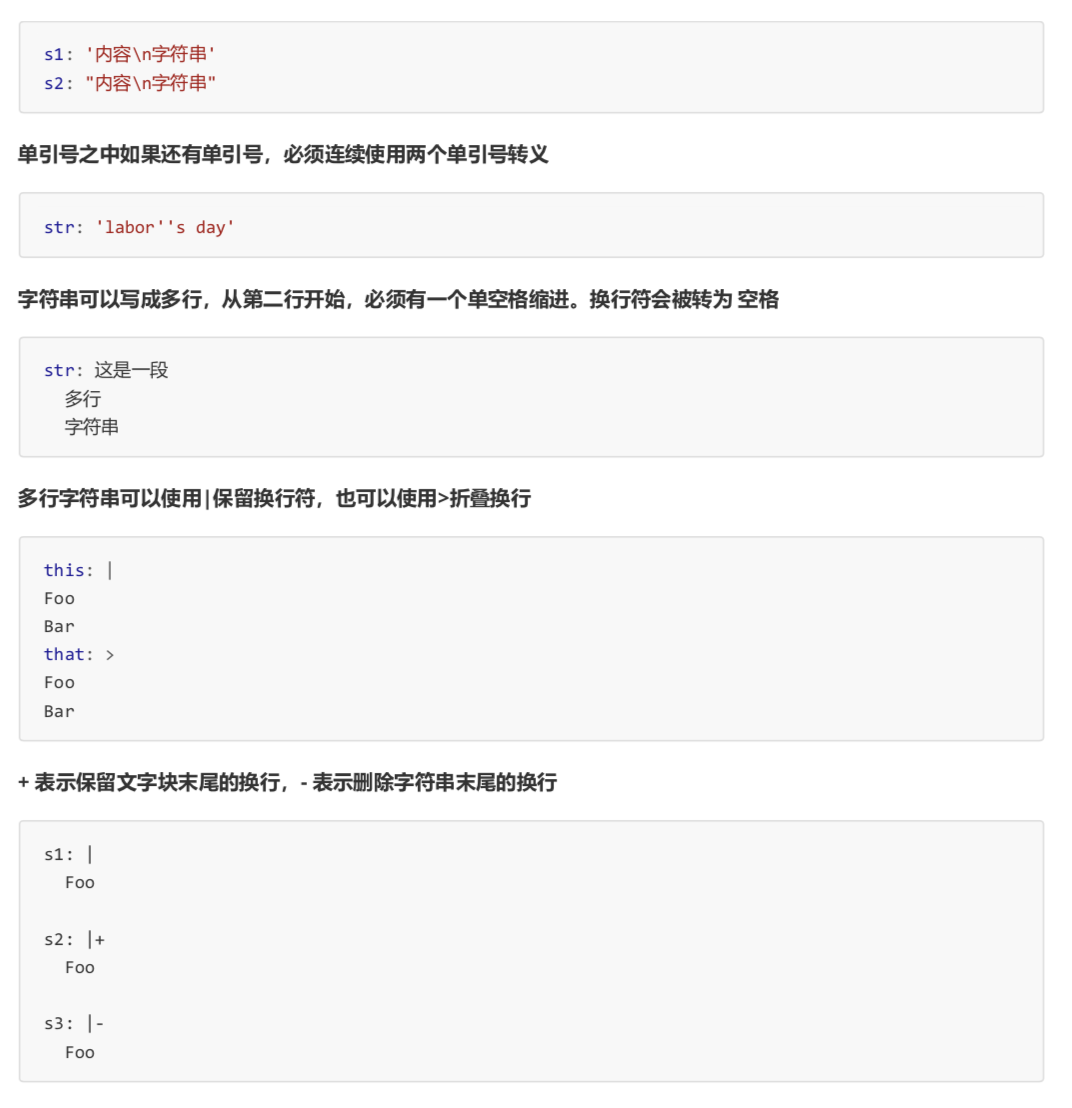 s1: '内容\n字符串'
s2: "内容\n字符串"
单引号之中如果还有单引号，必须连续使用两个单引号转义
str: 'labor''s day'
字符串可以写成多行，从第二行开始，必须有一个单空格缩进。换行符会被转为 空格
str: 这是一段
  多行
  字符串
多行字符串可以使用|保留换行符，也可以使用>折叠换行
this: |
Foo
Bar
that: >
Foo
Bar
+ 表示保留文字块末尾的换行，- 表示删除字符串末尾的换行
s1: |
  Foo
s2: |+
  Foo
s3: |-
  Foo